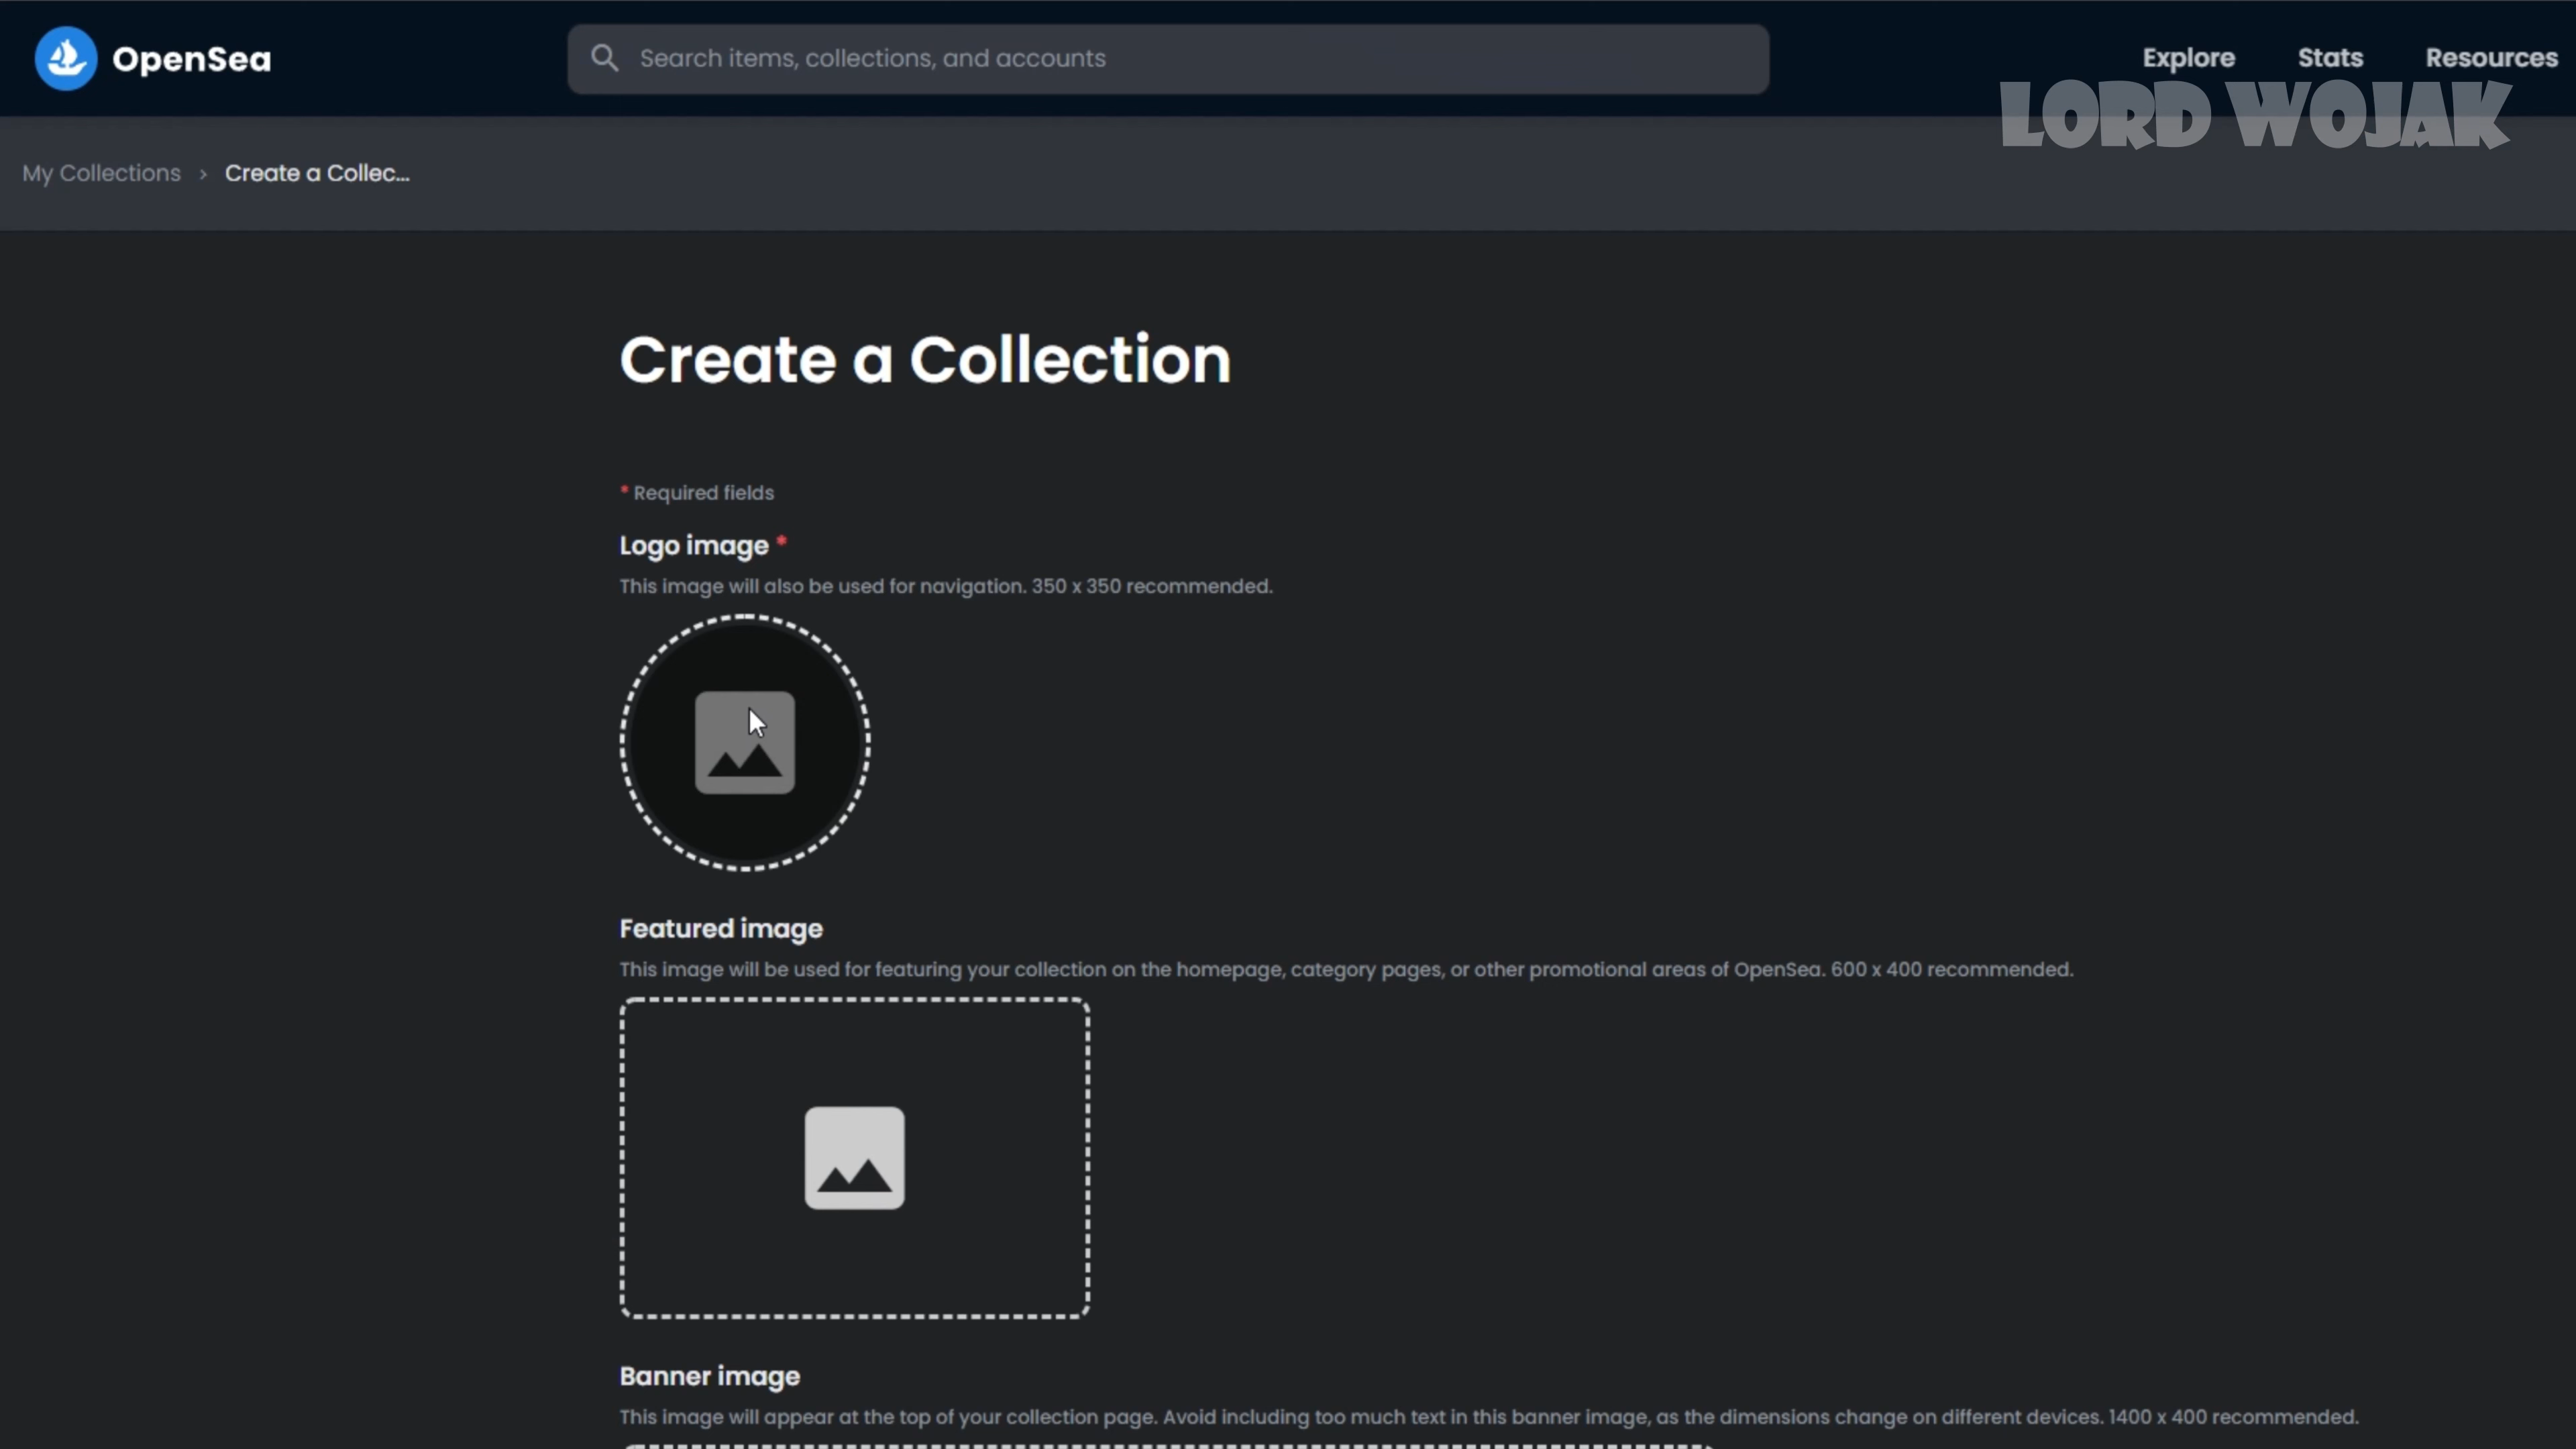 OpenSea
Search items, collections, and accounts
Explore
Stats
Resources
LORD WOJAK
My Collections › Create a Collec...
Create a Collection
* Required fields
Logo image *
This image will also be used for navigation. 350 x 350 recommended.
Featured image
This image will be used for featuring your collection on the homepage, category pages, or other promotional areas of OpenSea. 600 x 400 recommended.
Banner image
This image will appear at the top of your collection page. Avoid including too much text in this banner image, as the dimensions change on different devices. 1400 x 400 recommended.